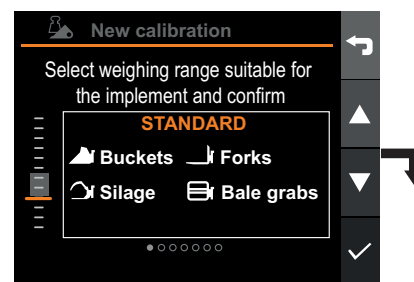 New calibration
Select weighing range suitable for
the implement and confirm
STANDARD
Buckets Forks
Silage Bale grabs